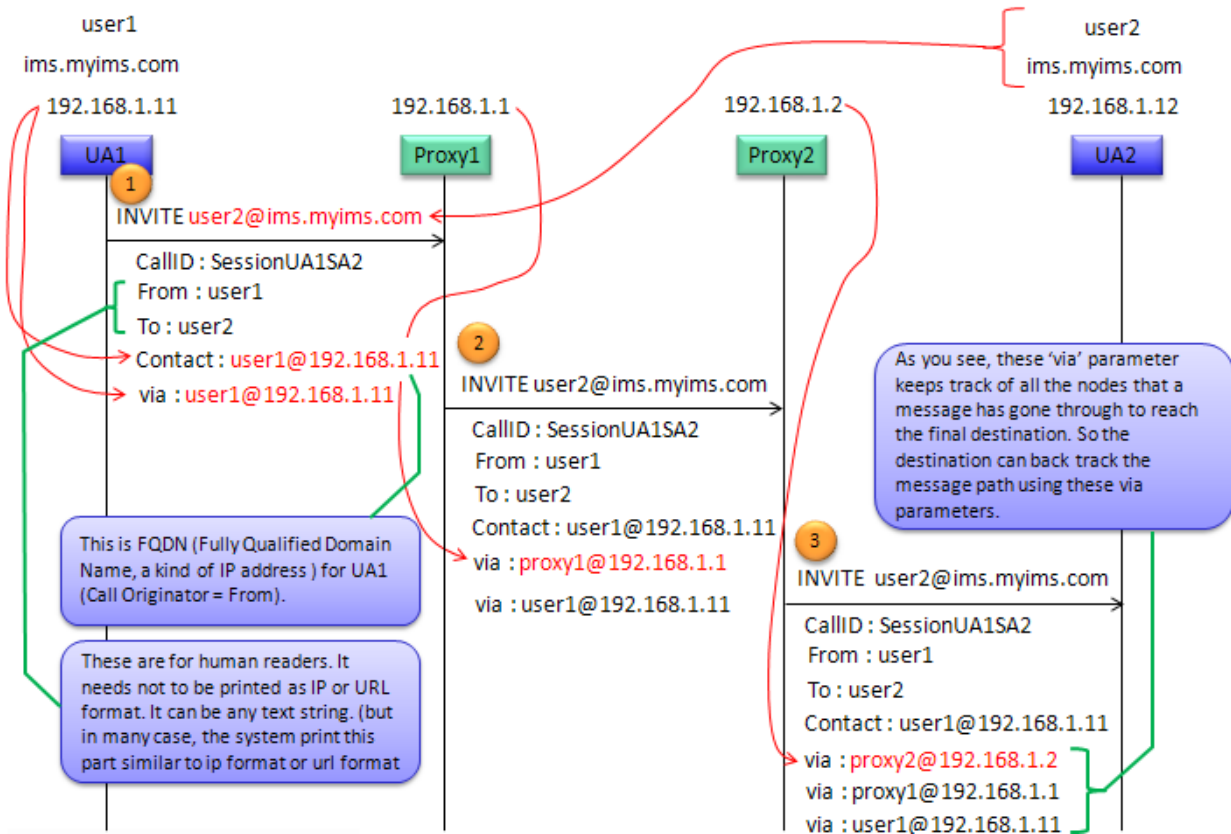 user1
ims.myims.com
192.168.1.11
192.168.1.1
192.168.1.2
user2
ims.myims.com
192.168.1.12
UA1
Proxy1
Proxy2
UA2
1
INVITE user2@ims.myims.com
CallID : SessionUA1SA2
From : user1
To : user2
Contact : user1@192.168.1.11
via : user1@192.168.1.11
2
INVITE user2@ims.myims.com
CallID : SessionUA1SA2
From : user1
To : user2
Contact : user1@192.168.1.11
via : proxy1@192.168.1.1
via : user1@192.168.1.11
As you see, these ‘via’ parameter
keeps track of all the nodes that a
message has gone through to reach
the final destination. So the
destination can back track the
message path using these via
parameters.
3
INVITE user2@ims.myims.com
CallID : SessionUA1SA2
From : user1
To : user2
Contact : user1@192.168.1.11
via : proxy2@192.168.1.2
via : proxy1@192.168.1.1
via : user1@192.168.1.11
This is FQDN (Fully Qualified Domain
Name, a kind of IP address ) for UA1
(Call Originator = From).
These are for human readers. It
needs not to be printed as IP or URL
format. It can be any text string. (but
in many case, the system print this
part similar to ip format or url format